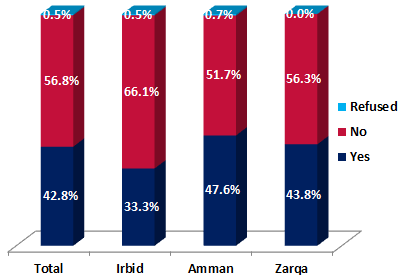 0.5% 0.5% 0.7% 0.0%
56.8% 66.1% 51.7% 56.3%
42.8% 33.3% 47.6% 43.8%
Refused
No
Yes
Total Irbid Amman Zarqa